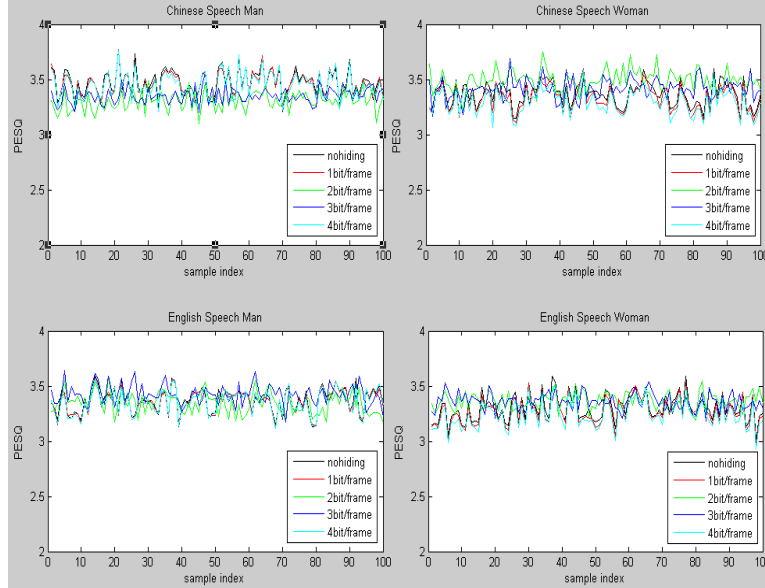 Chinese Speech Man
4
3.5
3
2.5
2
PESQ
0 10 20 30 40 50 60 70 80 90 100
sample index
nohiding
1bit/frame
2bit/frame
3bit/frame
4bit/frame
Chinese Speech Woman
4
3.5
3
2.5
2
PESQ
0 10 20 30 40 50 60 70 80 90 100
sample index
nohiding
1bit/frame
2bit/frame
3bit/frame
4bit/frame
English Speech Man
4
3.5
3
2.5
2
PESQ
0 10 20 30 40 50 60 70 80 90 100
sample index
nohiding
1bit/frame
2bit/frame
3bit/frame
4bit/frame
English Speech Woman
4
3.5
3
2.5
2
PESQ
0 10 20 30 40 50 60 70 80 90 100
sample index
nohiding
1bit/frame
2bit/frame
3bit/frame
4bit/frame